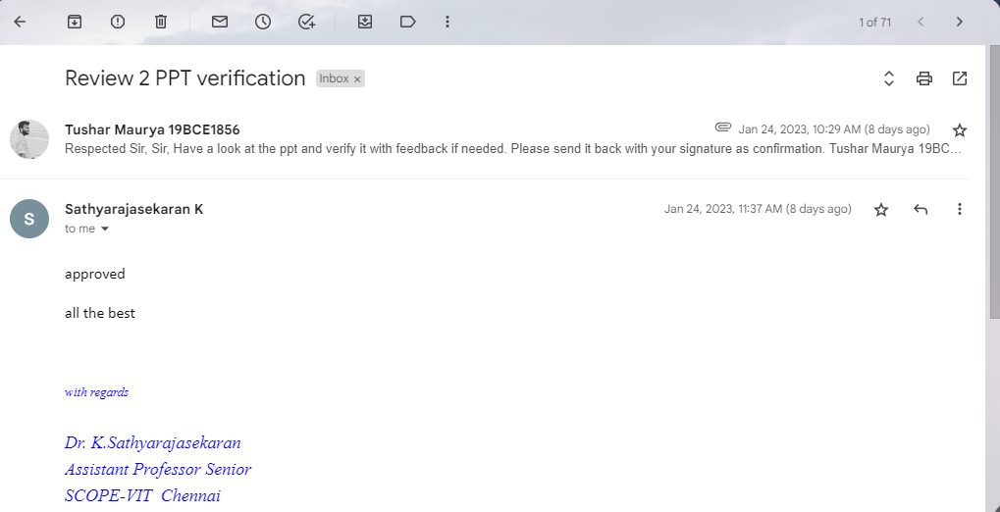 1 of 71
Review 2 PPT verification Inbox ×
Tushar Maurya 19BCE1856 Jan 24, 2023, 10:29 AM (8 days ago)
Respected Sir, Sir, Have a look at the ppt and verify it with feedback if needed. Please send it back with your signature as confirmation. Tushar Maurya 19BC...
S
Sathyarajasekaran K Jan 24, 2023, 11:37 AM (8 days ago)
to me
approved
all the best
with regards
Dr. K.Sathyarajasekaran
Assistant Professor Senior
SCOPE-VIT Chennai